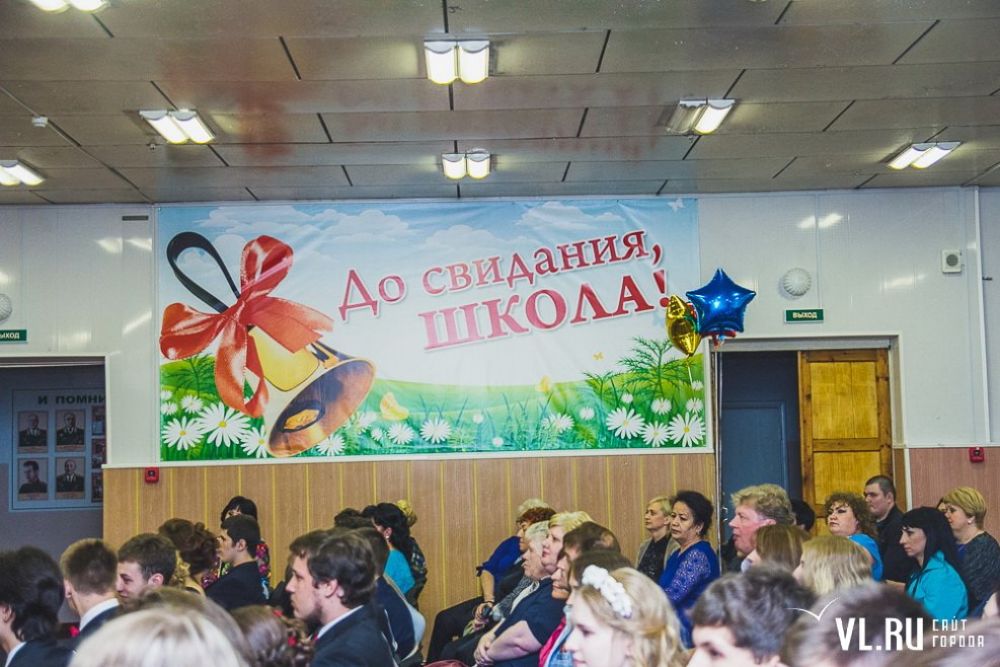 До свидания,
ШКОЛА!
ВЫХОД
ВЫХОД
И ПОМНИ
VL.RU САЙТ
ГОРОДА